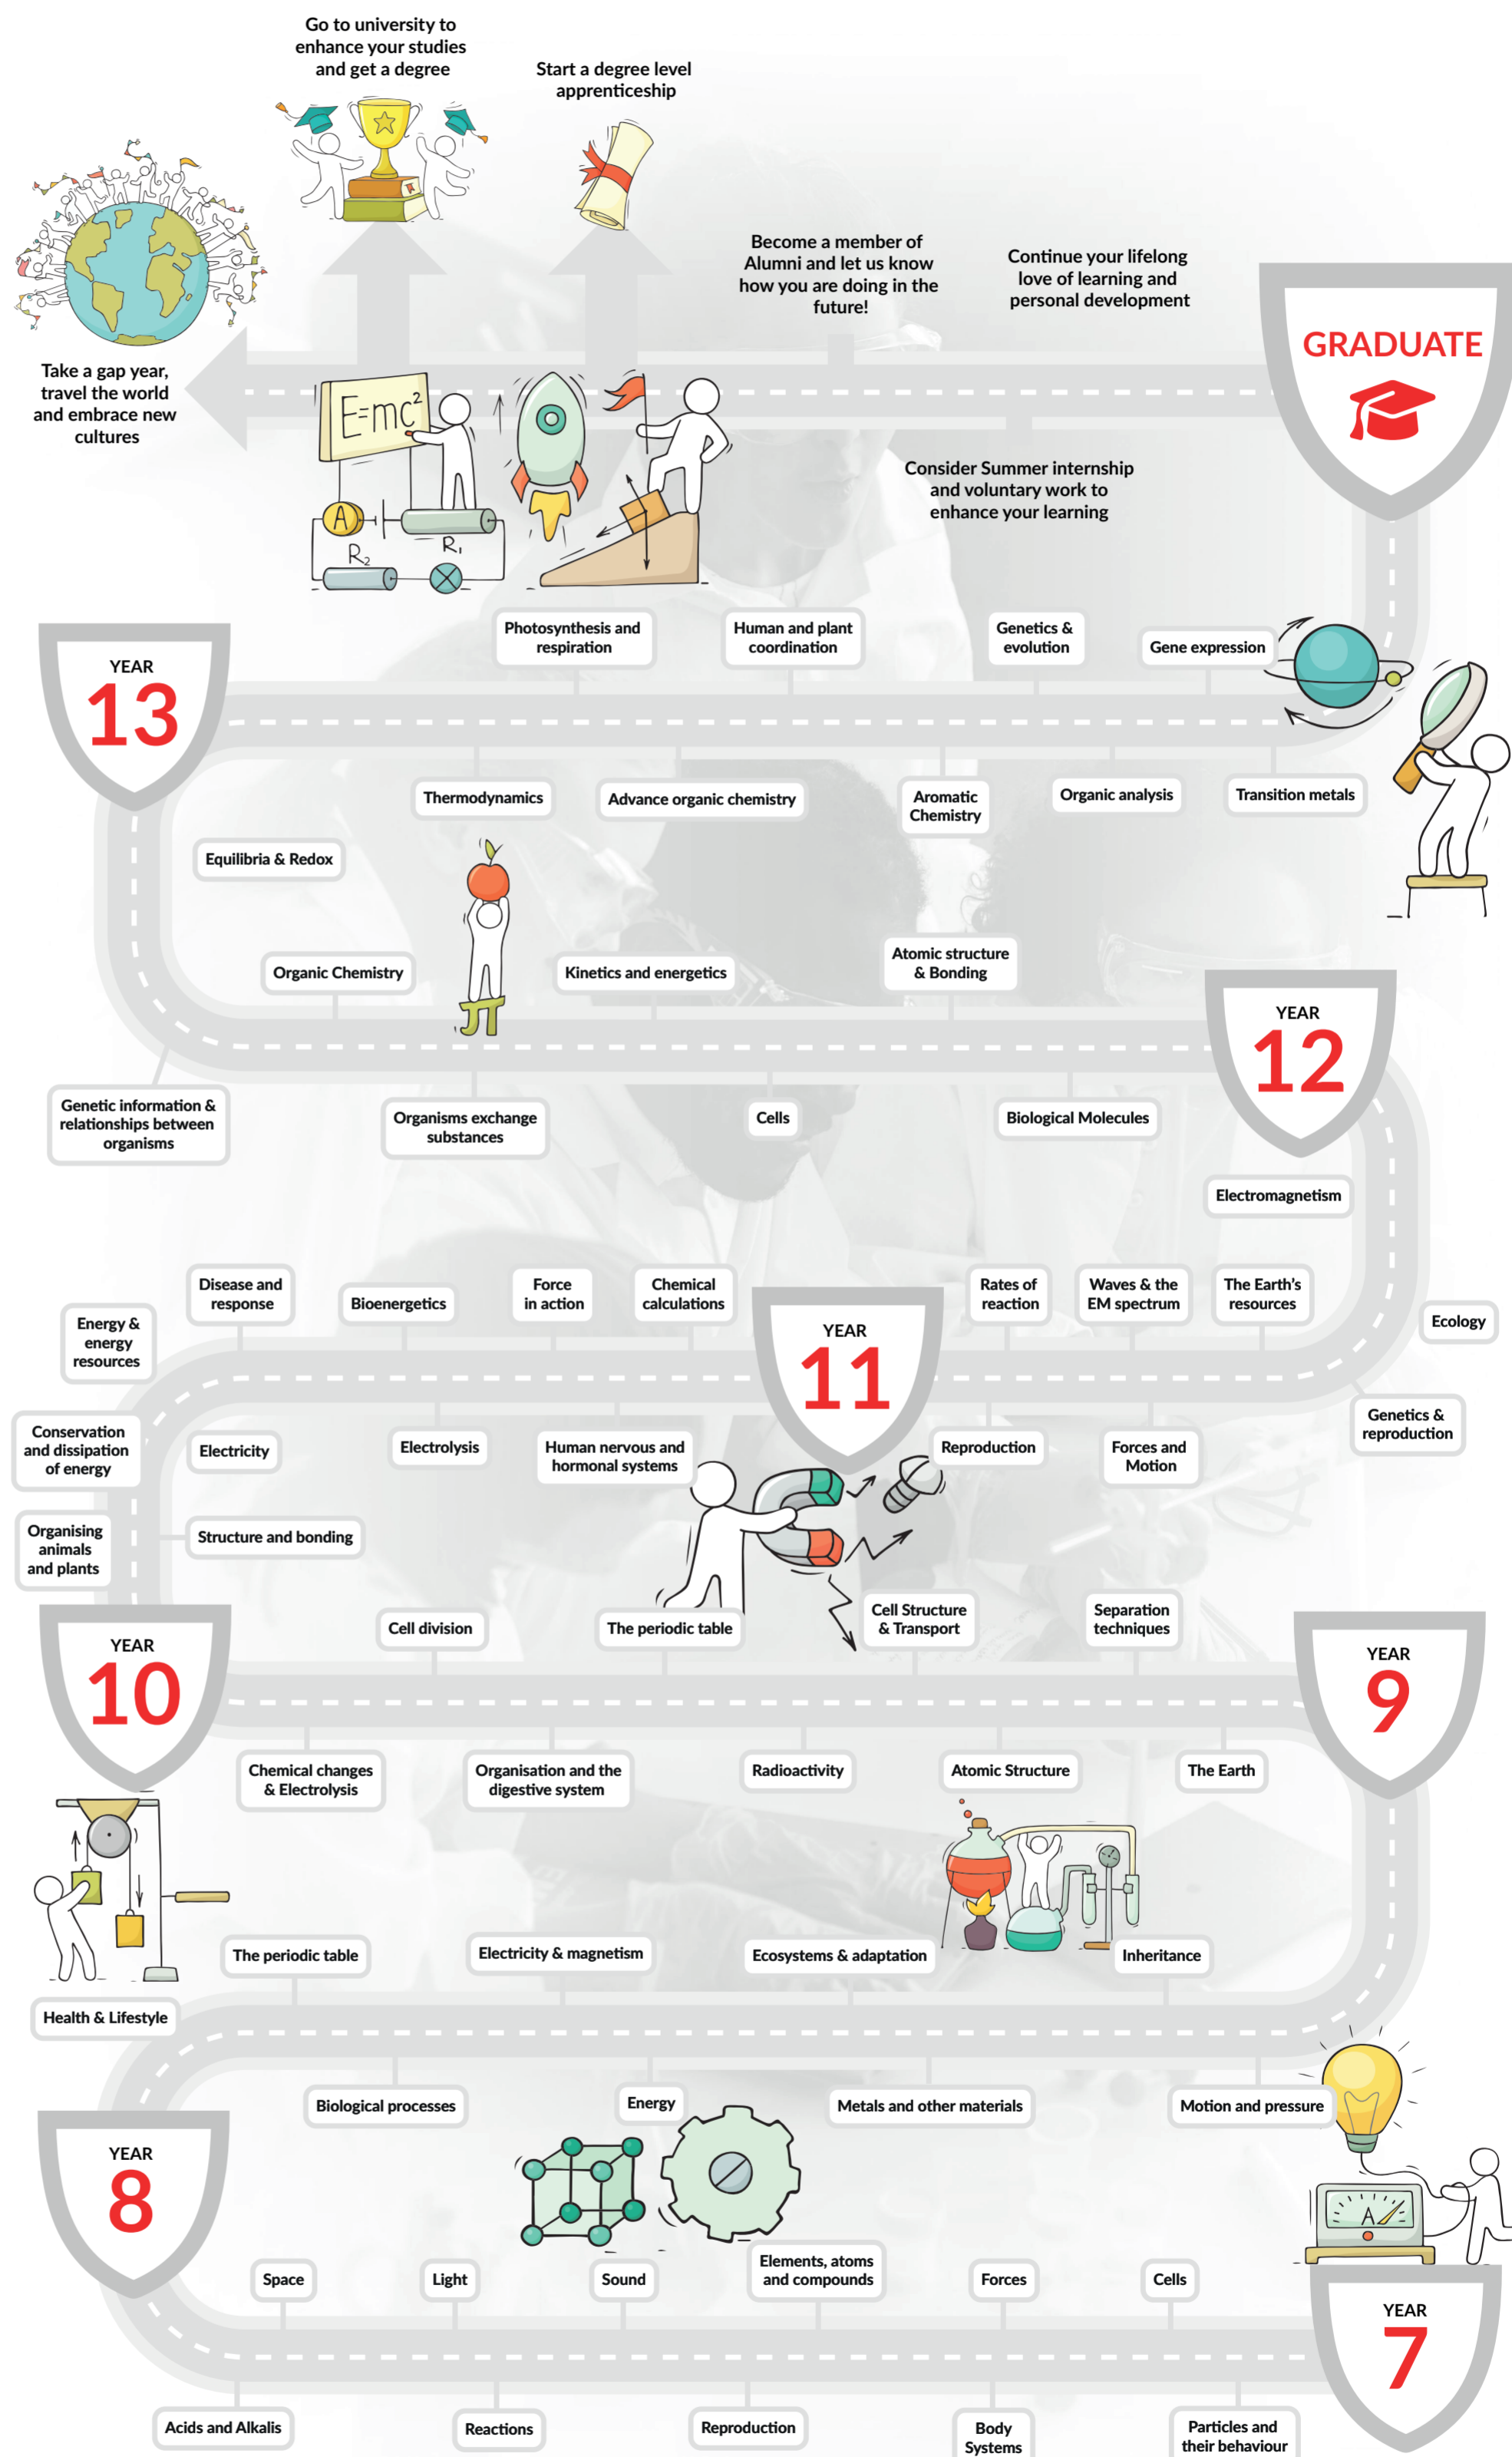 Go to university to
enhance your studies
and get a degree
Start a degree level
apprenticeship
Become a member of
Alumni and let us know
how you are doing in the
future!
Continue your lifelong
love of learning and
personal development
GRADUATE
Take a gap year,
travel the world
and embrace new
cultures
E=mc²
A
R₂
R₁
Consider Summer internship
and voluntary work to
enhance your learning
YEAR
13
Photosynthesis and
respiration
Human and plant
coordination
Genetics &
evolution
Gene expression
Thermodynamics
Advance organic chemistry
Aromatic
Chemistry
Organic analysis
Transition metals
Equilibria & Redox
Organic Chemistry
Kinetics and energetics
Atomic structure
& Bonding
YEAR
12
Genetic information &
relationships between
organisms
Organisms exchange
substances
Cells
Biological Molecules
Electromagnetism
Energy &
energy
resources
Disease and
response
Bioenergetics
Force
in action
Chemical
calculations
YEAR
11
Rates of
reaction
Waves & the
EM spectrum
The Earth's
resources
Ecology
Conservation
and dissipation
of energy
Electricity
Electrolysis
Human nervous and
hormonal systems
Reproduction
Forces and
Motion
Genetics &
reproduction
Organising
animals
and plants
Structure and bonding
YEAR
10
Cell division
The periodic table
Cell Structure
& Transport
Separation
techniques
YEAR
9
Chemical changes
& Electrolysis
Organisation and the
digestive system
Radioactivity
Atomic Structure
The Earth
The periodic table
Electricity & magnetism
Ecosystems & adaptation
Inheritance
Health & Lifestyle
Biological processes
Energy
Metals and other materials
Motion and pressure
YEAR
8
A
Space
Light
Sound
Elements, atoms
and compounds
Forces
Cells
YEAR
7
Acids and Alkalis
Reactions
Reproduction
Body
Systems
Particles and
their behaviour